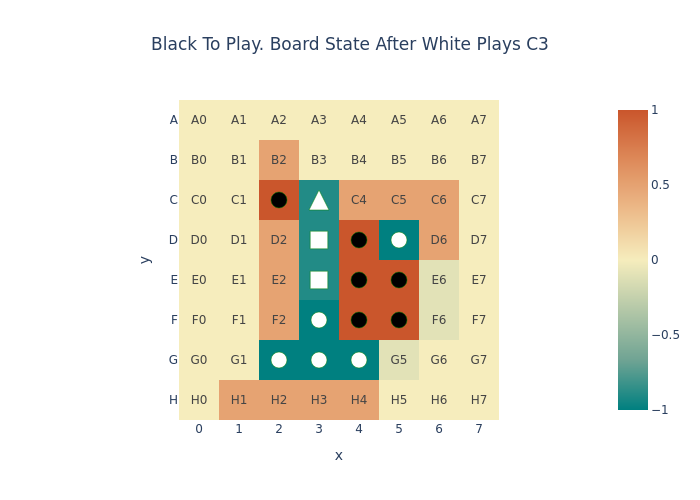 Black To Play. Board State After White Plays C3
A A0 A1 A2 A3 A4 A5 A6 A7
B B0 B1 B2 B3 B4 B5 B6 B7
C C0 C1 C4 C5 C6 C7
D D0 D1 D2 D6 D7
E E0 E1 E2 E6 E7
F F0 F1 F2 F6 F7
G G0 G1 G5 G6 G7
H H0 H1 H2 H3 H4 H5 H6 H7
0 1 2 3 4 5 6 7
x
y
1
0.5
0
−0.5
−1